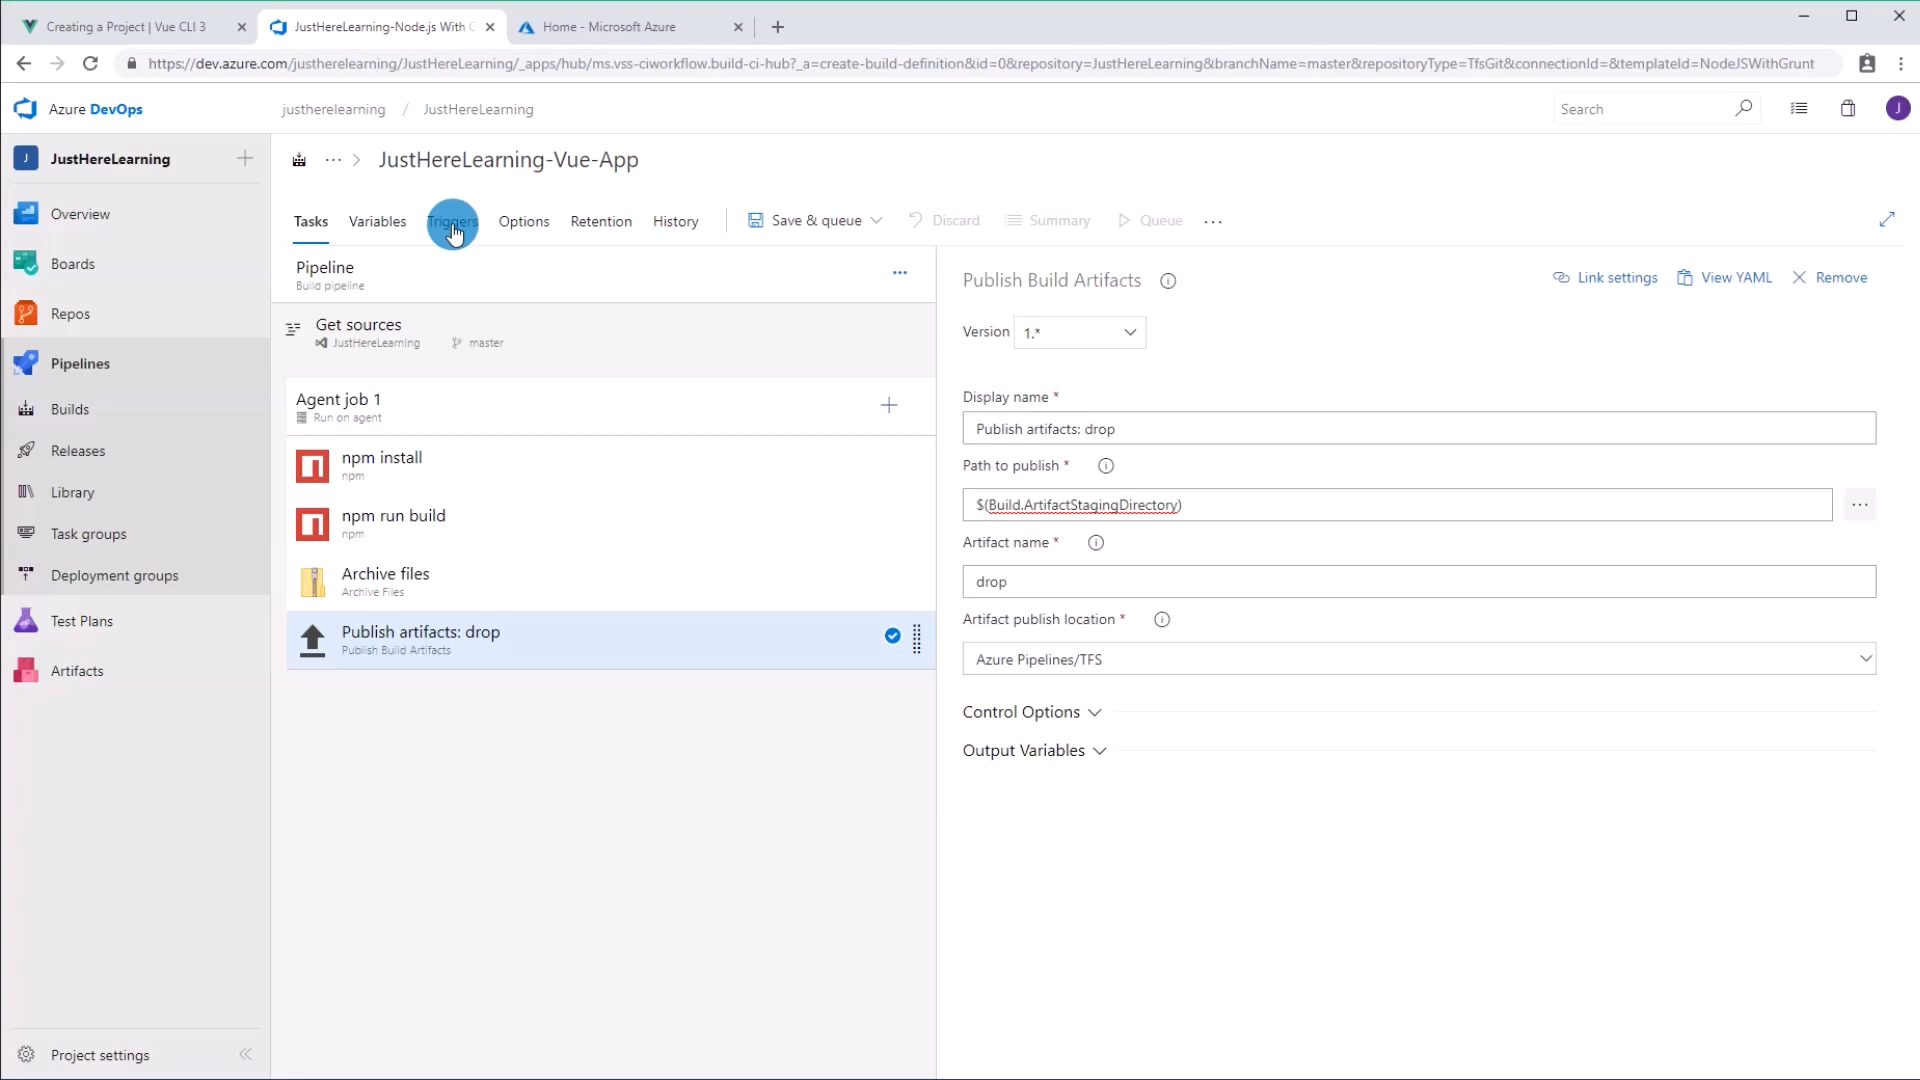 Creating a Project | Vue CLI 3
JustHereLearning-Node.js With G
Home - Microsoft Azure
https://dev.azure.com/justherelearning/JustHereLearning/_apps/hub/ms.vss-ciworkflow.build-ci-hub?_a=create-build-definition&id=0&repository=JustHereLearning&branchName=master&repositoryType=TfsGit&connectionId=&templateId=NodeJSWithGrunt
Azure DevOps
justherelearning / JustHereLearning
Search
J
J
JustHereLearning
Overview
Boards
Repos
Pipelines
Builds
Releases
Library
Task groups
Deployment groups
Test Plans
Artifacts
Project settings
JustHereLearning-Vue-App
Tasks
Variables
Triggers
Options
Retention
History
Save & queue
Discard
Summary
Queue
Pipeline
Build pipeline
Get sources
JustHereLearning
master
Agent job 1
Run on agent
npm install
npm
npm run build
npm
Archive files
Archive Files
Publish artifacts: drop
Publish Build Artifacts
Publish Build Artifacts
Link settings
View YAML
Remove
Version 1.*
Display name *
Publish artifacts: drop
Path to publish *
$(Build.ArtifactStagingDirectory)
Artifact name *
drop
Artifact publish location *
Azure Pipelines/TFS
Control Options
Output Variables